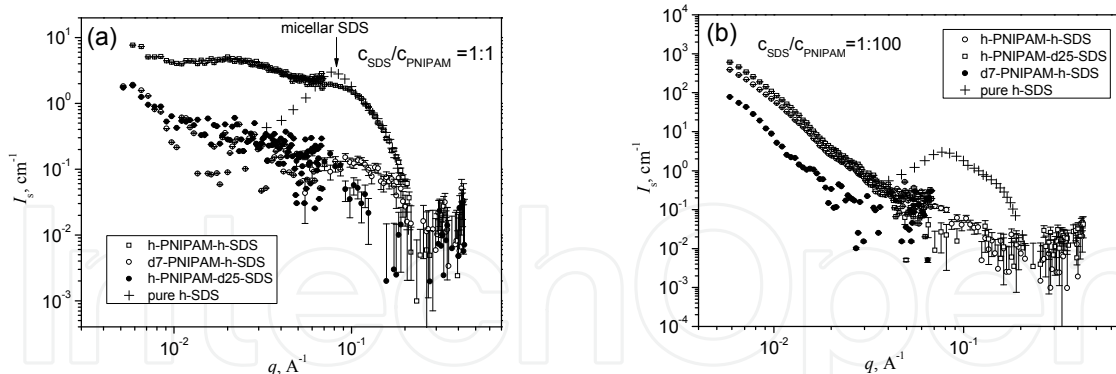 (a)
micellar SDS
c_SDS/c_PNIPAM =1:1
10^1
10^0
10^-1
10^-2
10^-3
I_s, cm^-1
h-PNIPAM-h-SDS
d7-PNIPAM-h-SDS
h-PNIPAM-d25-SDS
pure h-SDS
10^-2
10^-1
q, A^-1
(b)
c_SDS/c_PNIPAM=1:100
10^4
10^3
10^2
10^1
10^0
10^-1
10^-2
10^-3
10^-4
I_s, cm^-1
h-PNIPAM-h-SDS
h-PNIPAM-d25-SDS
d7-PNIPAM-h-SDS
pure h-SDS
10^-2
10^-1
q, A^-1
IntechOpen